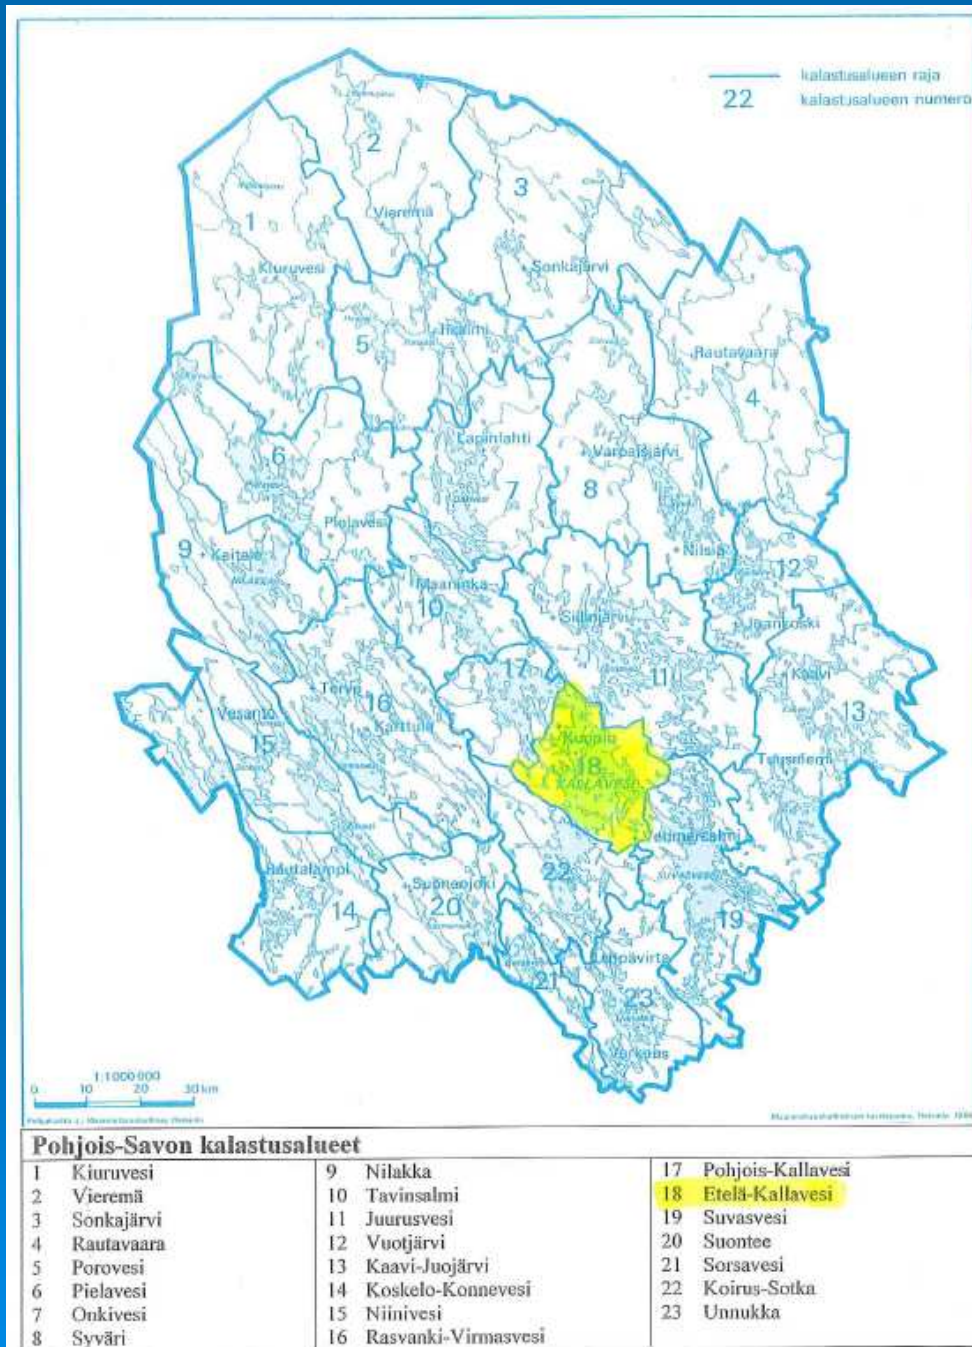 kalastusalueen raja
22 kalastusalueen numero
2
3
1
Vieremä
Kiuruvesi
Sonkajärvi
5
Iisalmi
Rautavaara
4
Lapinlahti
6
Varpaisjärvi
7
8
Pielavesi
9
Keitele
Nilsiä
12
Maaninka
10
Siilinjärvi
Juankoski
17
11
Kaavi
13
Tervo
16
Vesanto
Karttula
15
Kuopio
18
KALLAVESI
Tuusniemi
Vehmersalmi
Rautalampi
22
Suonenjoki
20
14
19
Leppävirta
21
23
Varkaus
1:1000 000
0 10 20 30 km
Pohjois-Savon kalastusalueet
1 Kiuruvesi
2 Vieremä
3 Sonkajärvi
4 Rautavaara
5 Porovesi
6 Pielavesi
7 Onkivesi
8 Syväri
9 Nilakka
10 Tavinsalmi
11 Juurusvesi
12 Vuotjärvi
13 Kaavi-Juojärvi
14 Koskelo-Konnevesi
15 Niinivesi
16 Rasvanki-Virmasvesi
17 Pohjois-Kallavesi
18 Etelä-Kallavesi
19 Suvasvesi
20 Suontee
21 Sorsavesi
22 Koirus-Sotka
23 Unnukka